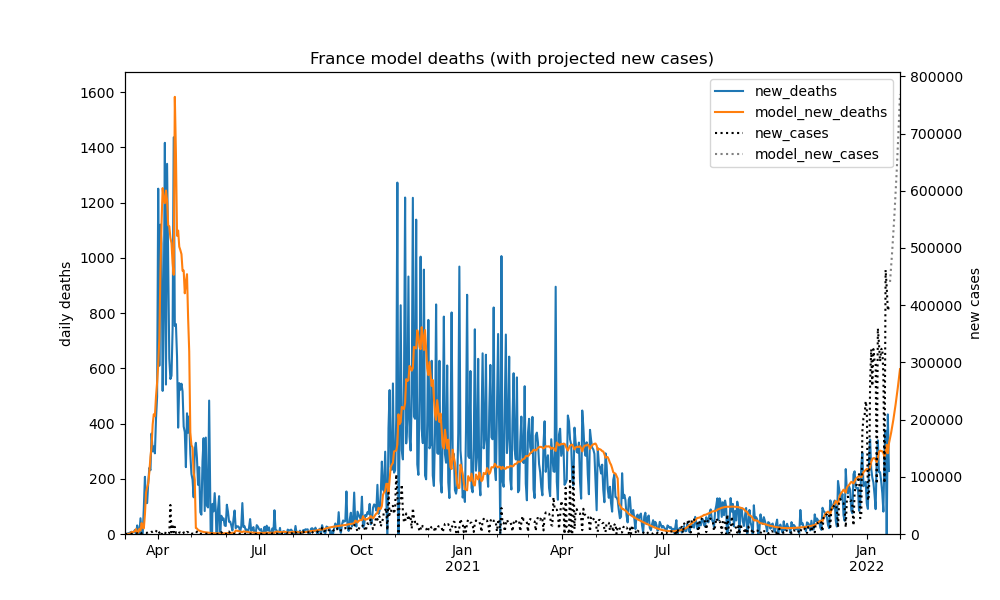 France model deaths (with projected new cases)
new_deaths
model_new_deaths
new_cases
model_new_cases
daily deaths
1600
1400
1200
1000
800
600
400
200
0
800000
700000
600000
500000
400000
300000
200000
100000
0
new cases
Apr Jul Oct Jan Apr Jul Oct Jan
2021 2022